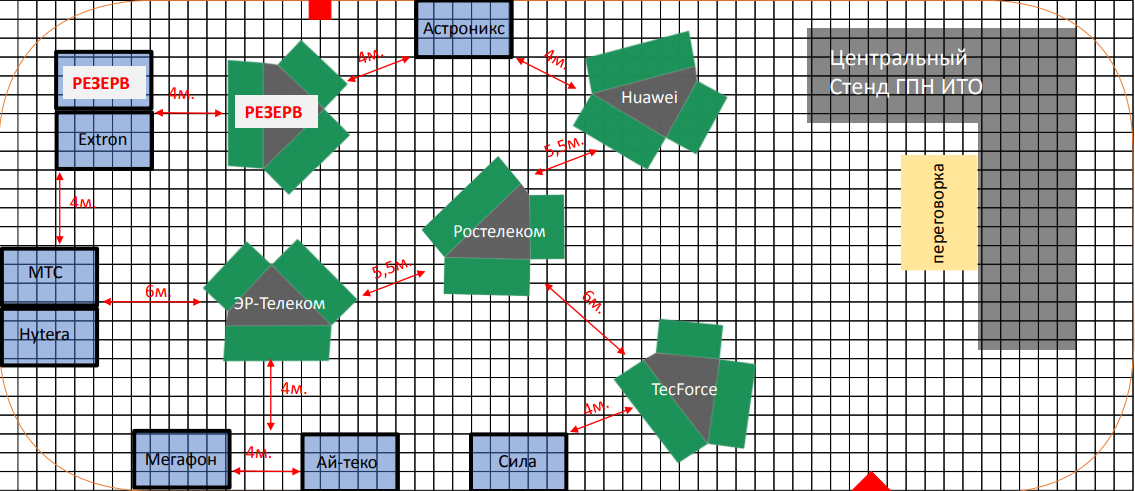 Астроникс
Центральный
Стенд ГПН ИТО
РЕЗЕРВ
4м.
РЕЗЕРВ
4м.
4м.
Huawei
Extron
5,5м.
переговорка
4м.
Ростелеком
МТС
6м.
ЭР-Телеком
5,5м.
6м.
Hytera
4м.
TecForce
4м.
Мегафон
4м.
Ай-теко
Сила